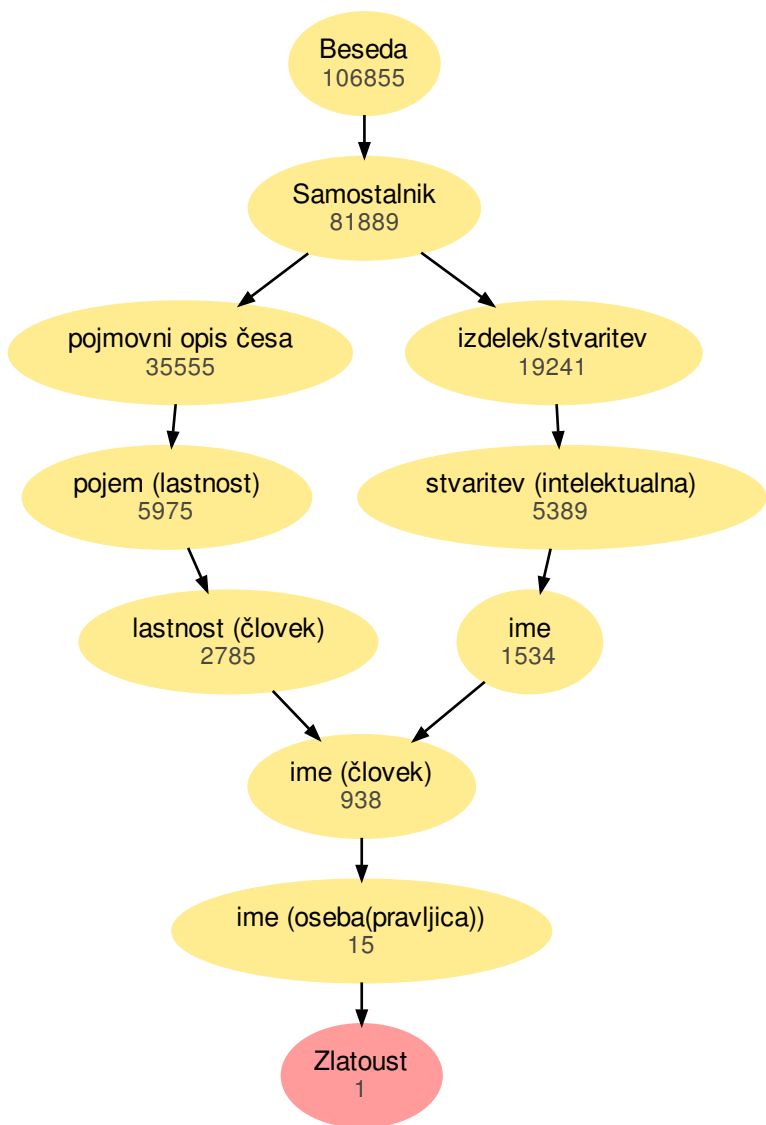 Beseda
106855
Samostalnik
81889
pojmovni opis česa
35555
izdelek/stvaritev
19241
pojem (lastnost)
5975
stvaritev (intelektualna)
5389
lastnost (človek)
2785
ime
1534
ime (človek)
938
ime (oseba(pravljica))
15
Zlatoust
1